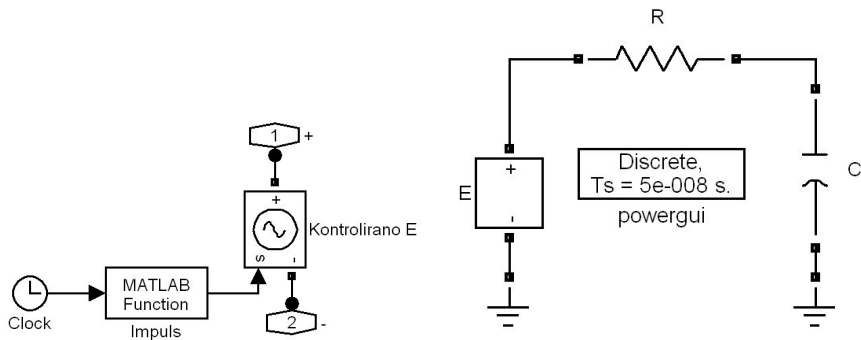 1
+
+
S
-
Kontrolirano E
MATLAB
Function
Clock
Impuls
2
-
R
E
+
-
Discrete,
Ts = 5e-008 s.
powergui
C